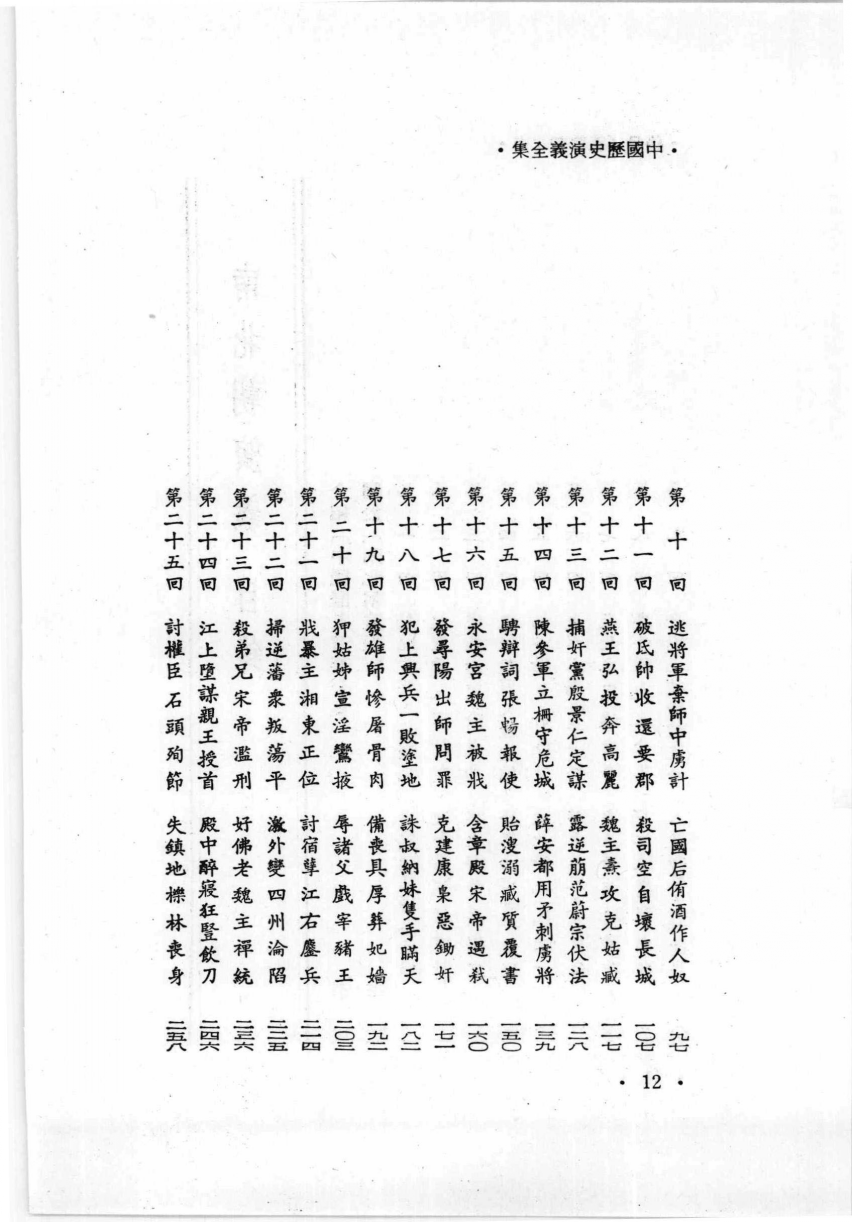 ·中國歷史演義全集·
第十回 逃將軍棄師中虜計 亡國后侑酒作人奴 九七
第十一回 破氐帥收還要郡 殺司空自壞長城 一〇七
第十二回 燕王弘投奔高麗 魏主燾攻克姑臧 一一七
第十三回 捕奸黨殷景仁定謀 露逆萌范蔚宗伏法 一二八
第十四回 陳參軍立柵守危城 薛安都用矛刺虜將 一三九
第十五回 騁辯詞張暢報使 貽溲溺臧質覆書 一五〇
第十六回 永安宮魏主被戕 含章殿宋帝遇弒 一六〇
第十七回 發尋陽出師問罪 克建康梟惡鋤奸 一七一
第十八回 犯上興兵一敗塗地 誅叔納妹隻手瞞天 一八二
第十九回 發雄師慘屠骨肉 備喪具厚葬妃嬙 一九二
第二十回 狎姑姊宣淫鸞掖 辱諸父戲宰豬王 二〇三
第二十一回 戕暴主湘東正位 討宿孽江右鏖兵 二一四
第二十二回 掃逆藩眾叛蕩平 激外變四州淪陷 二二五
第二十三回 殺弟兄宋帝濫刑 好佛老魏主禪統 二三六
第二十四回 江上墮謀親王授首 殿中醉寢狂豎飲刀 二四六
第二十五回 討權臣石頭殉節 失鎮地櫟林喪身 二五八
·12·